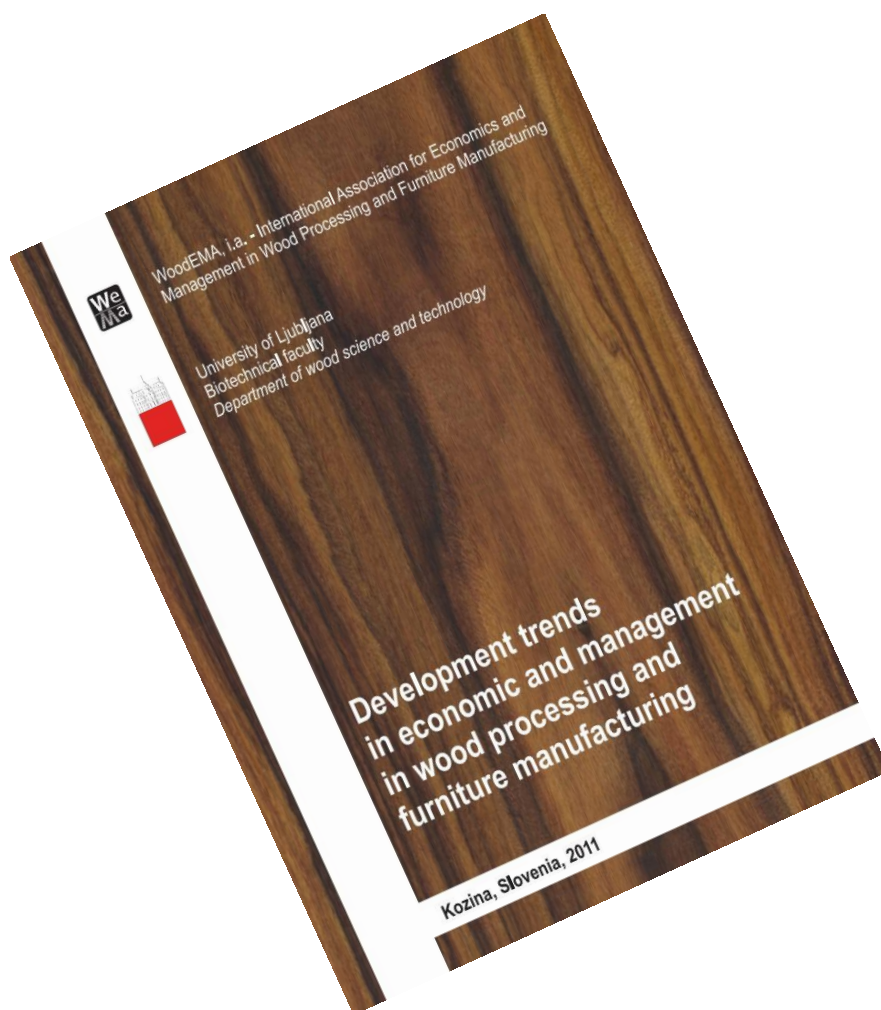 WoodEMA, i.a. - International Association for Economics and
Management in Wood Processing and Furniture Manufacturing
We
Ma
University of Ljubljana
Biotechnical faculty
Department of wood science and technology
Development trends
in economic and management
in wood processing and
furniture manufacturing
Kozina, Slovenia, 2011